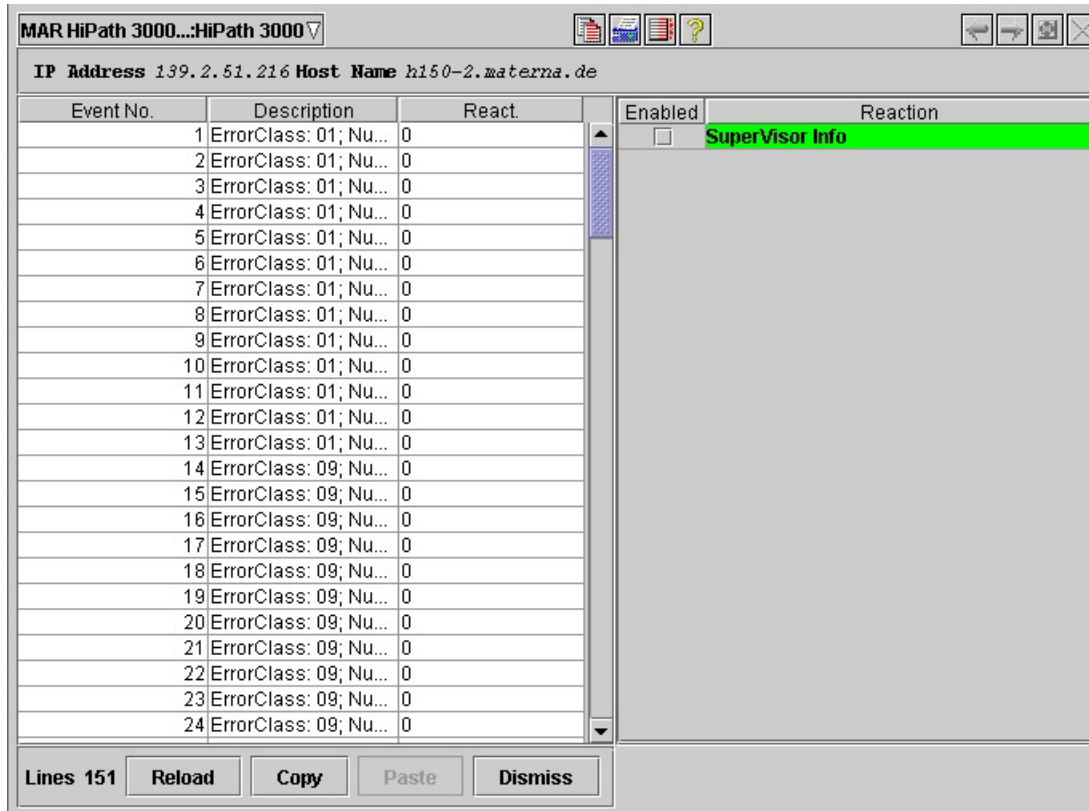 MAR HiPath 3000...:HiPath 3000
?
IP Address 139.2.51.216 Host Name h150-2.materna.de
Event No. Description React. Enabled Reaction
1 ErrorClass: 01; Nu... 0 SuperVisor Info
2 ErrorClass: 01; Nu... 0
3 ErrorClass: 01; Nu... 0
4 ErrorClass: 01; Nu... 0
5 ErrorClass: 01; Nu... 0
6 ErrorClass: 01; Nu... 0
7 ErrorClass: 01; Nu... 0
8 ErrorClass: 01; Nu... 0
9 ErrorClass: 01; Nu... 0
10 ErrorClass: 01; Nu... 0
11 ErrorClass: 01; Nu... 0
12 ErrorClass: 01; Nu... 0
13 ErrorClass: 01; Nu... 0
14 ErrorClass: 09; Nu... 0
15 ErrorClass: 09; Nu... 0
16 ErrorClass: 09; Nu... 0
17 ErrorClass: 09; Nu... 0
18 ErrorClass: 09; Nu... 0
19 ErrorClass: 09; Nu... 0
20 ErrorClass: 09; Nu... 0
21 ErrorClass: 09; Nu... 0
22 ErrorClass: 09; Nu... 0
23 ErrorClass: 09; Nu... 0
24 ErrorClass: 09; Nu... 0
Lines 151 Reload Copy Paste Dismiss